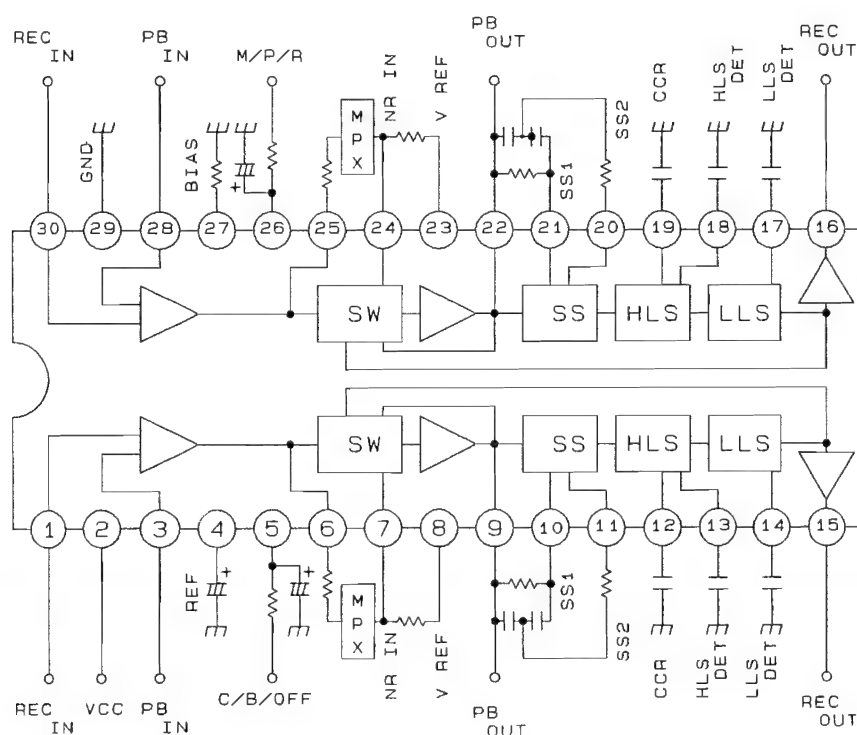 REC IN
PB IN
M/P/R
PB OUT
REC OUT
GND
BIAS
+
MPX
NR IN
V REF
SS1
SS2
CCR
HLS DET
LLS DET
30 29 28 27 26 25 24 23 22 21 20 19 18 17 16
SW SS HLS LLS
SW SS HLS LLS
1 2 3 4 5 6 7 8 9 10 11 12 13 14 15
REF
+
+
MPX
NR IN
V REF
SS1
SS2
CCR
HLS DET
LLS DET
REC IN
VCC
PB IN
C/B/OFF
PB OUT
REC OUT